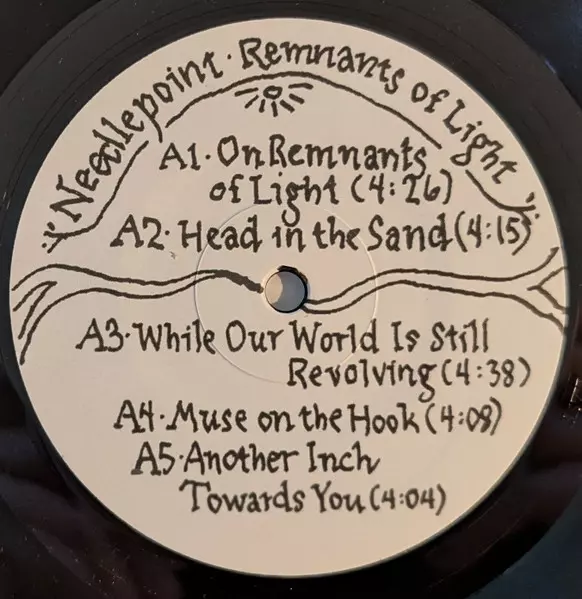 Needlepoint · Remnants of Light
A1 · On Remnants
of Light (4:26)
A2 · Head in the Sand (4:15)
A3 · While Our World Is Still
Revolving (4:38)
A4 · Muse on the Hook (4:08)
A5 · Another Inch
Towards You (4:04)